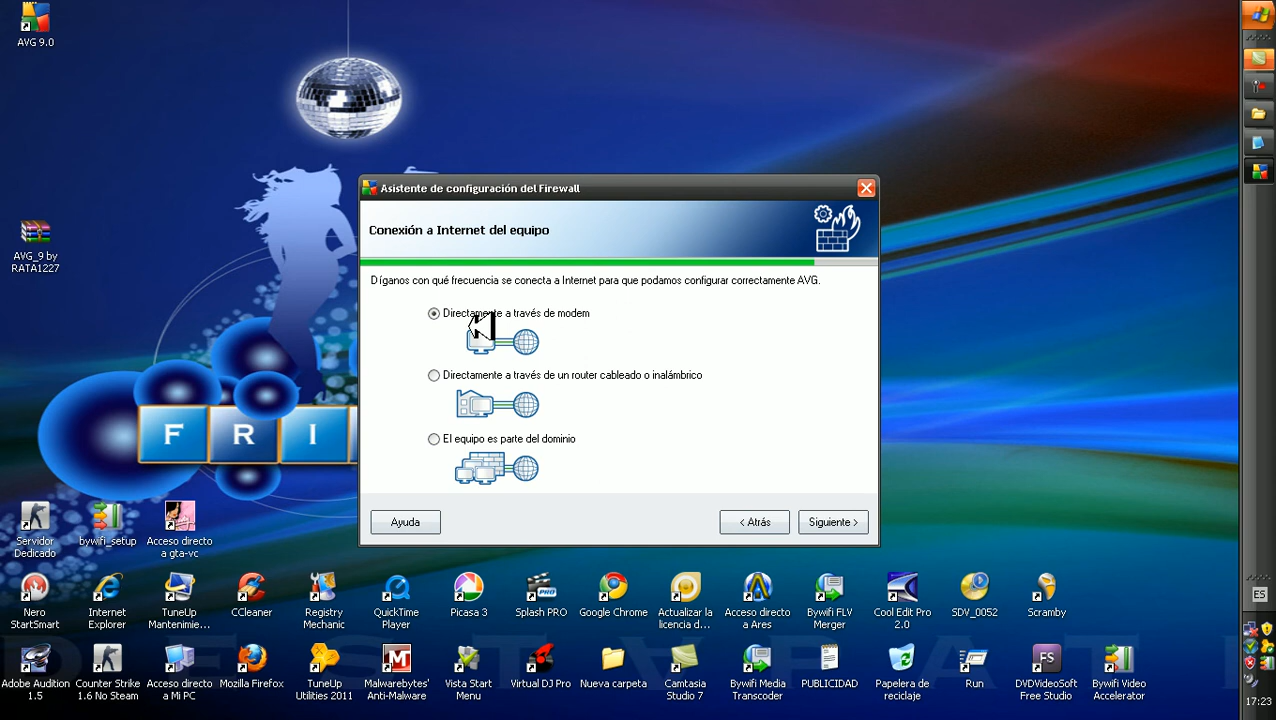 AVG 9.0
AVG_9 by
RATA1227
Asistente de configuración del Firewall
Conexión a Internet del equipo
Díganos con qué frecuencia se conecta a Internet para que podamos configurar correctamente AVG.
Directamente a través de modem
Directamente a través de un router cableado o inalámbrico
El equipo es parte del dominio
Ayuda
< Atrás
Siguiente >
F R I
Servidor
Dedicado
bywifi_setup
Acceso directo
a gta-vc
Nero
StartSmart
Internet
Explorer
TuneUp
Mantenimie...
CCleaner
Registry
Mechanic
QuickTime
Player
Picasa 3
Splash PRO
Google Chrome
Actualizar la
licencia d...
Acceso directo
a Ares
Bywifi FLV
Merger
Cool Edit Pro
2.0
SDV_0052
Scramby
Adobe Audition
1.5
Counter Strike
1.6 No Steam
Acceso directo
a Mi PC
Mozilla Firefox
TuneUp
Utilities 2011
Malwarebytes'
Anti-Malware
Vista Start
Menu
Virtual DJ Pro
Nueva carpeta
Camtasia
Studio 7
Bywifi Media
Transcoder
PUBLICIDAD
Papelera de
reciclaje
Run
DVDVideoSoft
Free Studio
Bywifi Video
Accelerator
ES
17:23